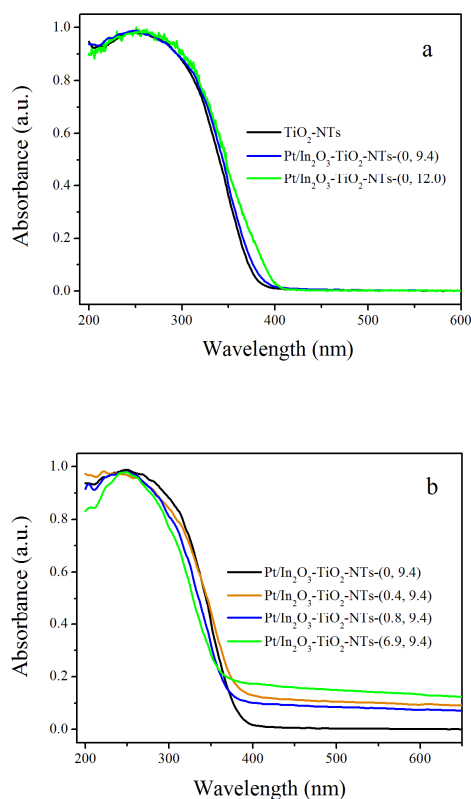 a
1.0
0.8
0.6
0.4
0.2
0.0
Absorbance (a.u.)
TiO₂-NTs
Pt/In₂O₃-TiO₂-NTs-(0, 9.4)
Pt/In₂O₃-TiO₂-NTs-(0, 12.0)
200 300 400 500 600
Wavelength (nm)
b
1.0
0.8
0.6
0.4
0.2
0.0
Absorbance (a.u.)
Pt/In₂O₃-TiO₂-NTs-(0, 9.4)
Pt/In₂O₃-TiO₂-NTs-(0.4, 9.4)
Pt/In₂O₃-TiO₂-NTs-(0.8, 9.4)
Pt/In₂O₃-TiO₂-NTs-(6.9, 9.4)
200 300 400 500 600
Wavelength (nm)